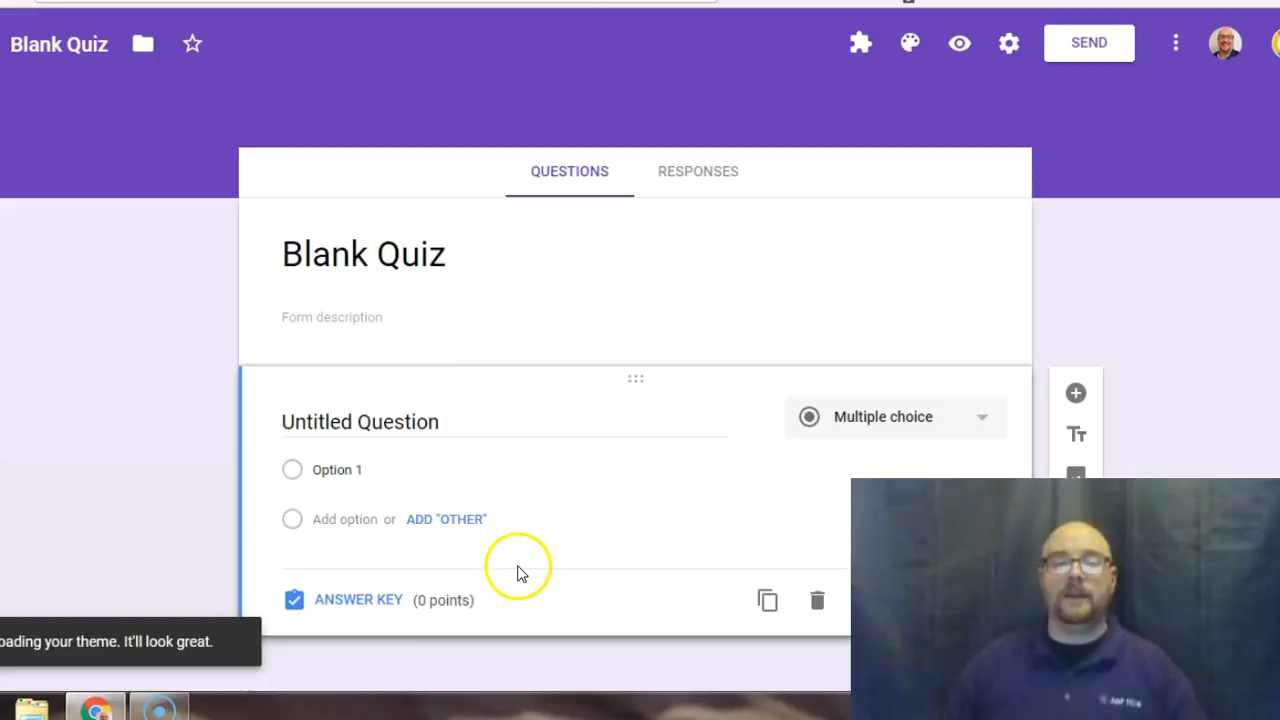 Blank Quiz
SEND
QUESTIONS
RESPONSES
Blank Quiz
Form description
Untitled Question
Multiple choice
Option 1
Add option or ADD "OTHER"
ANSWER KEY (0 points)
your theme. It'll look great.